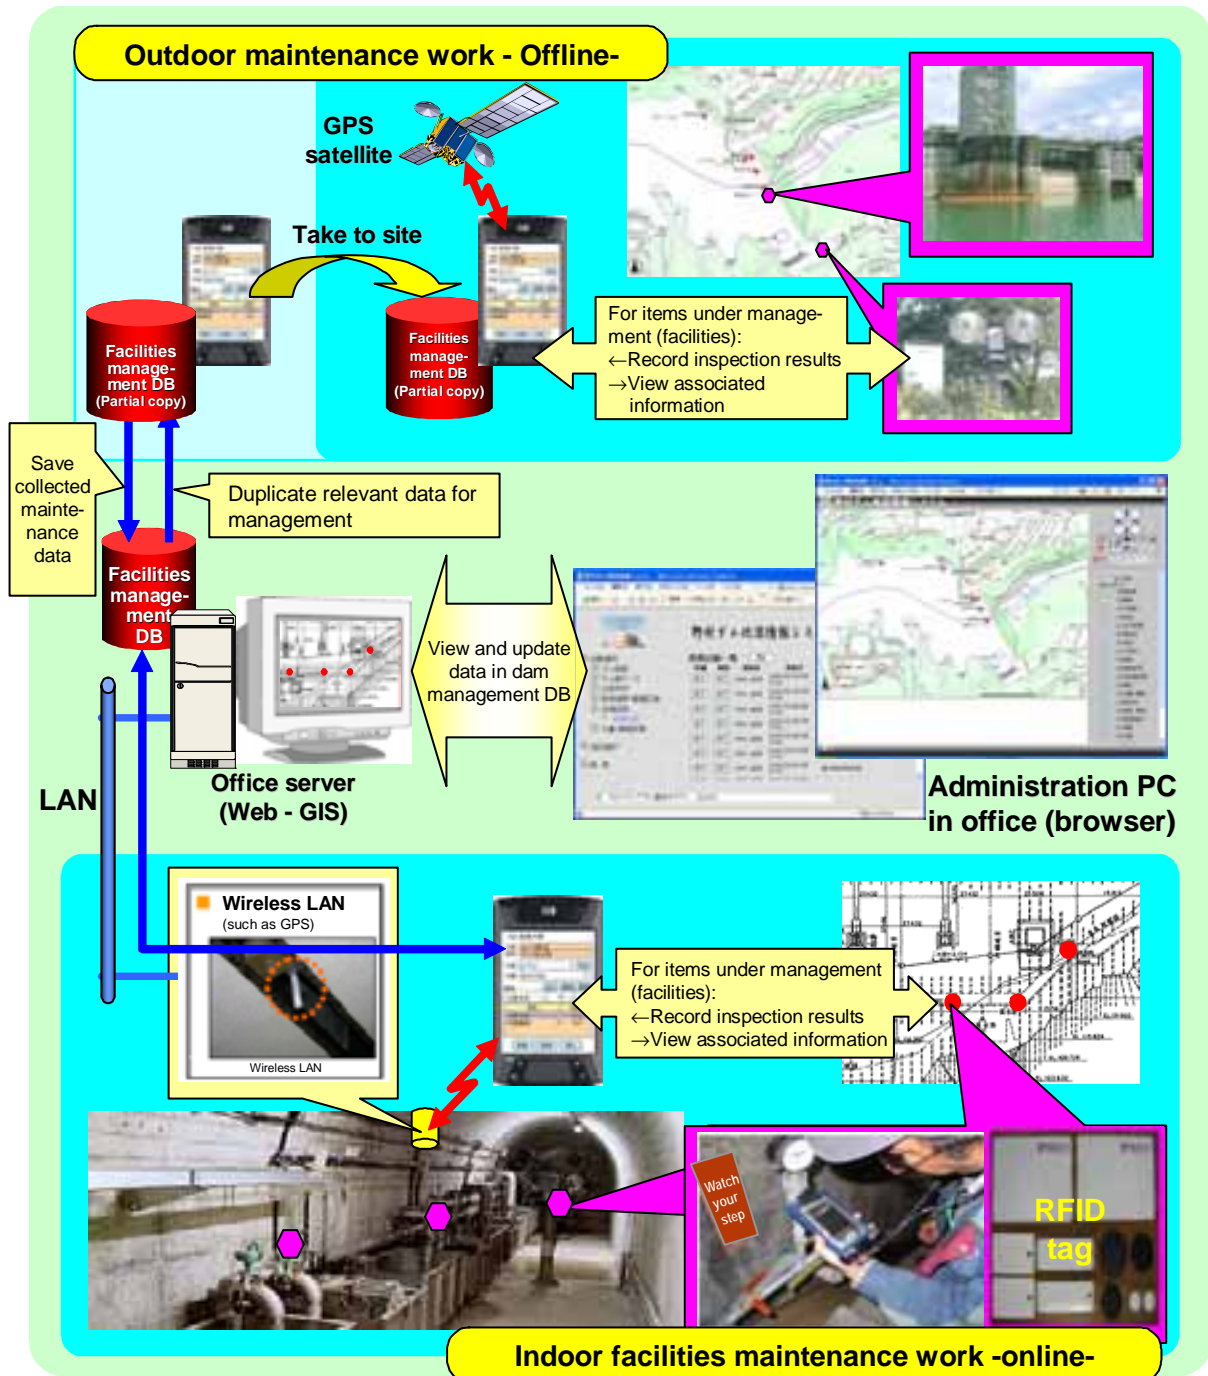 Outdoor maintenance work - Offline-
GPS
satellite
Take to site
Facilities
manage-
ment DB
(Partial copy)
Facilities
manage-
ment DB
(Partial copy)
For items under manage-
ment (facilities):
←Record inspection results
→View associated
information
Save
collected
mainte-
nance
data
Duplicate relevant data for
management
Facilities
manage-
ment
DB
View and update
data in dam
management DB
Office server
(Web - GIS)
LAN
Administration PC
in office (browser)
Wireless LAN
(such as GPS)
Wireless LAN
For items under management
(facilities):
←Record inspection results
→View associated information
Watch
your
step
RFID
tag
Indoor facilities maintenance work -online-